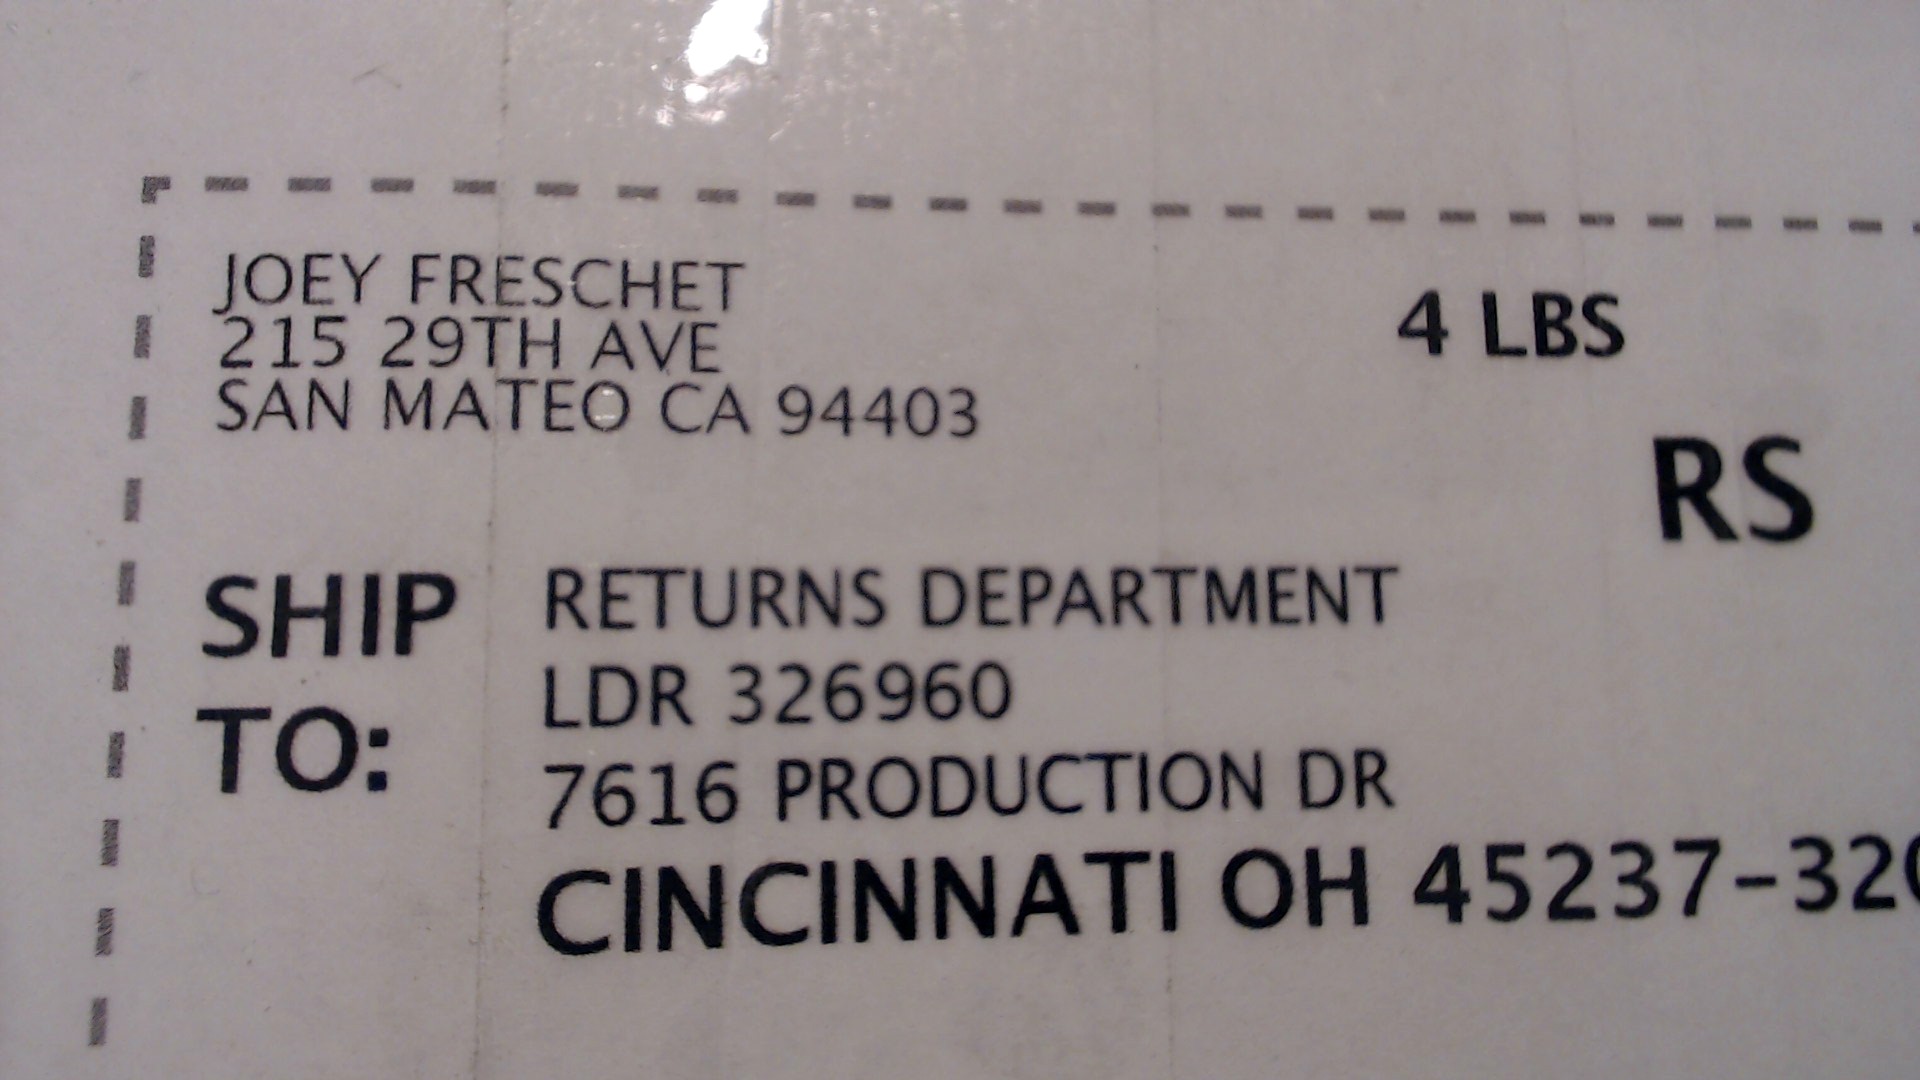 JOEY FRESCHET
215 29TH AVE
SAN MATEO CA 94403
4 LBS
RS
SHIP
TO:
RETURNS DEPARTMENT
LDR 326960
7616 PRODUCTION DR
CINCINNATI OH 45237-320